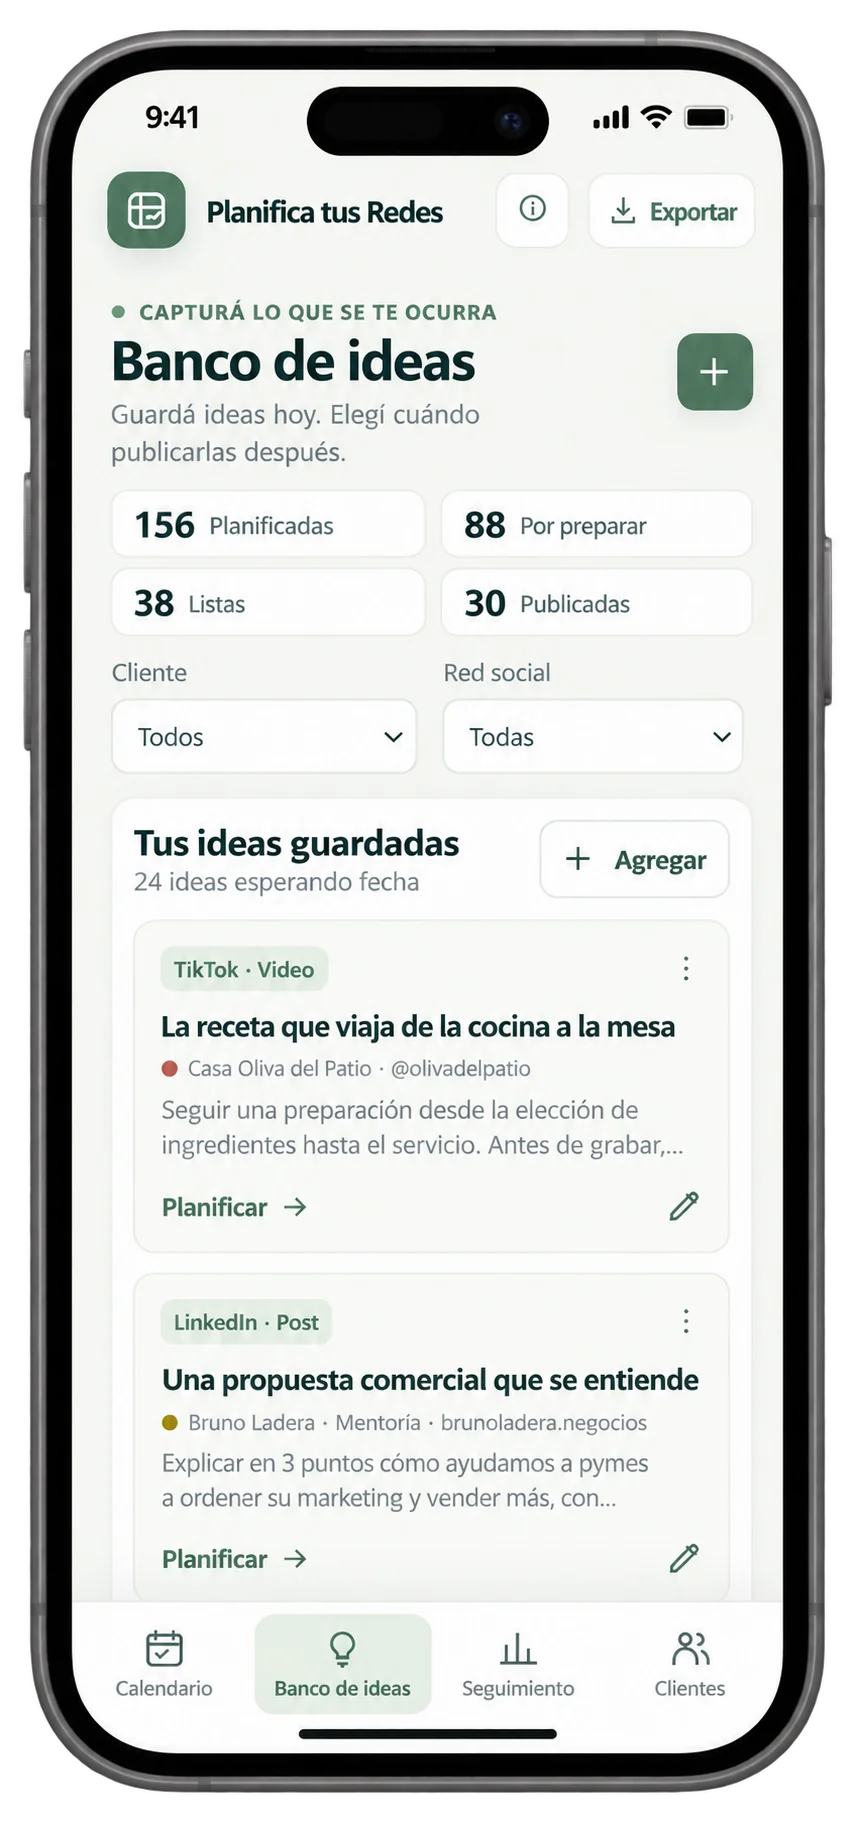 9:41
Planifica tus Redes
Exportar
CAPTURÁ LO QUE SE TE OCURRA
Banco de ideas
Guardá ideas hoy. Elegí cuándo
publicarlas después.
156 Planificadas
88 Por preparar
38 Listas
30 Publicadas
Cliente
Red social
Todos
Todas
Tus ideas guardadas
24 ideas esperando fecha
Agregar
TikTok · Video
La receta que viaja de la cocina a la mesa
Casa Oliva del Patio · @olivadelpatio
Seguir una preparación desde la elección de
ingredientes hasta el servicio. Antes de grabar,...
Planificar →
LinkedIn · Post
Una propuesta comercial que se entiende
Bruno Ladera · Mentoría · brunoladera.negocios
Explicar en 3 puntos cómo ayudamos a pymes
a ordenar su marketing y vender más, con...
Planificar →
Calendario
Banco de ideas
Seguimiento
Clientes